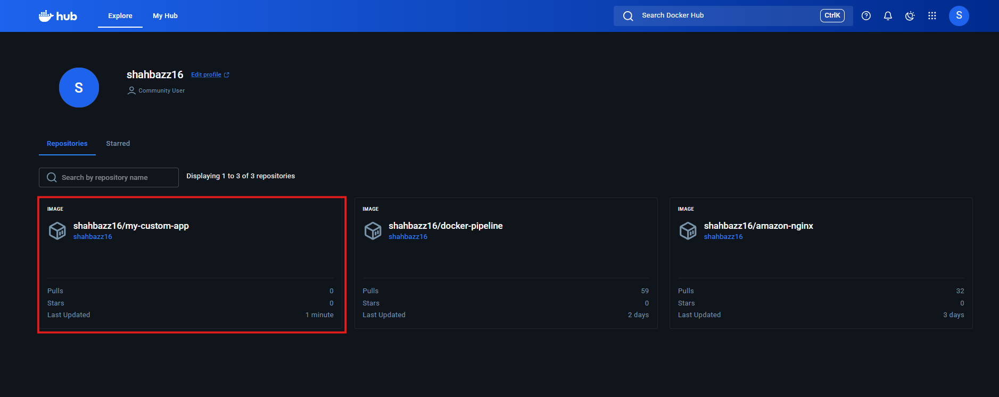 hub Explore My Hub Search Docker Hub CtrlK S
S
shahbazz16 Edit profile
Community User
Repositories Starred
Search by repository name Displaying 1 to 3 of 3 repositories
IMAGE
shahbazz16/my-custom-app
shahbazz16
Pulls 0
Stars 0
Last Updated 1 minute
IMAGE
shahbazz16/docker-pipeline
shahbazz16
Pulls 59
Stars 0
Last Updated 2 days
IMAGE
shahbazz16/amazon-nginx
shahbazz16
Pulls 32
Stars 0
Last Updated 3 days